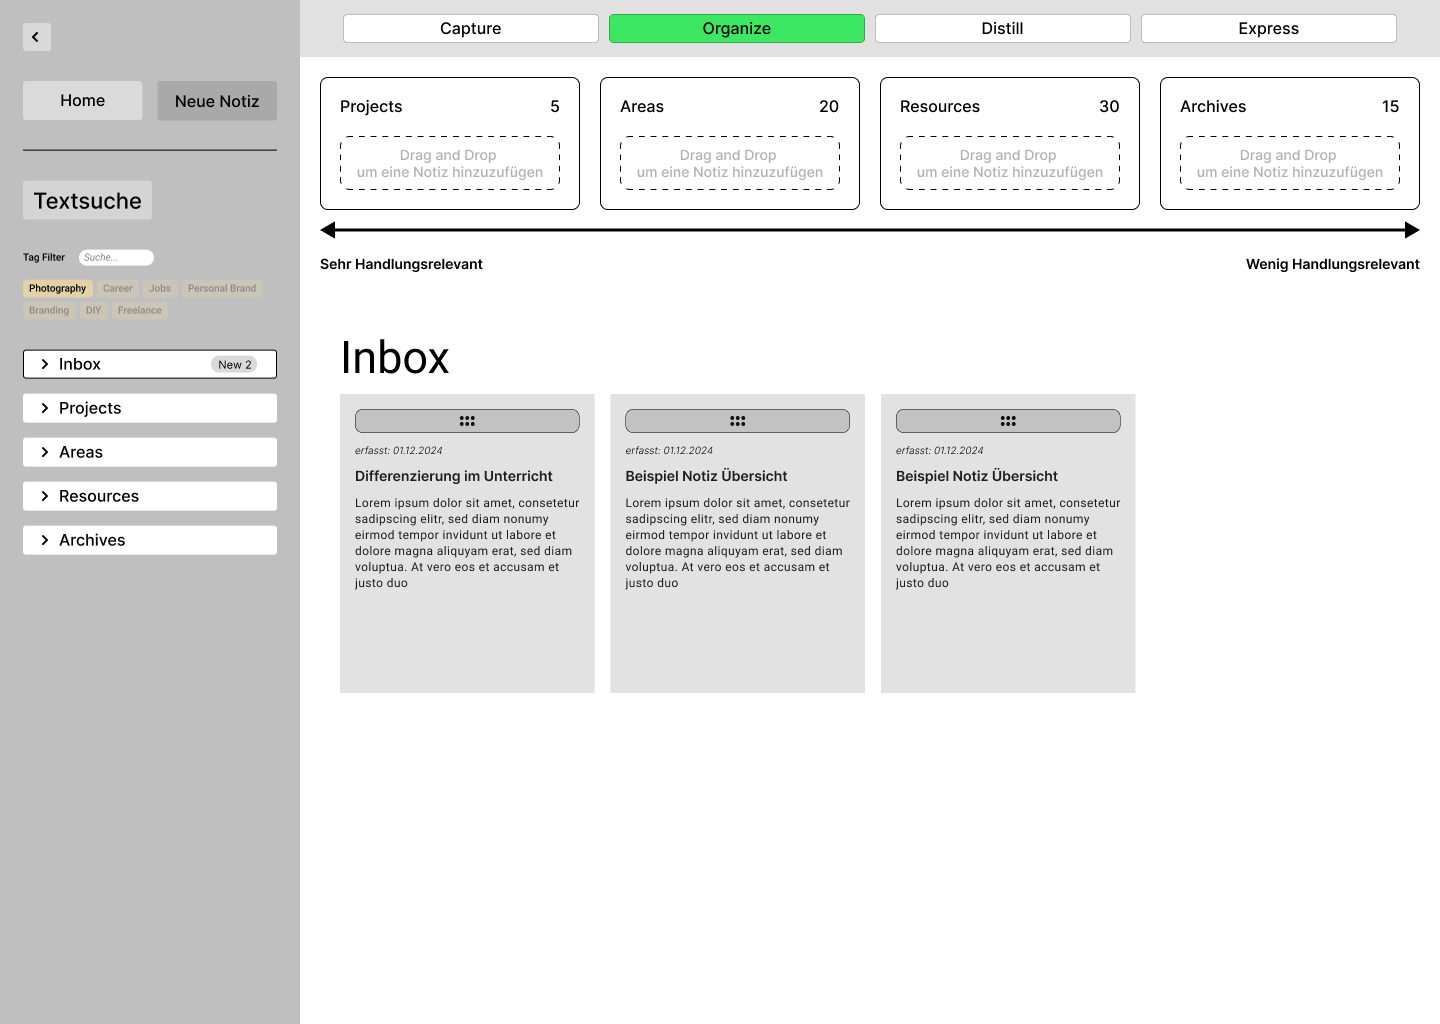 Home
Neue Notiz
Textsuche
Tag Filter
Suche...
Photography
Career
Jobs
Personal Brand
Branding
DIY
Freelance
Inbox
New 2
Projects
Areas
Resources
Archives
Capture
Organize
Distill
Express
Projects
5
Drag and Drop
um eine Notiz hinzuzufügen
Areas
20
Drag and Drop
um eine Notiz hinzuzufügen
Resources
30
Drag and Drop
um eine Notiz hinzuzufügen
Archives
15
Drag and Drop
um eine Notiz hinzuzufügen
Sehr Handlungsrelevant
Wenig Handlungsrelevant
Inbox
erfasst: 01.12.2024
Differenzierung im Unterricht
Lorem ipsum dolor sit amet, consetetur
sadipscing elitr, sed diam nonumy
eirmod tempor invidunt ut labore et
dolore magna aliquyam erat, sed diam
voluptua. At vero eos et accusam et
justo duo
erfasst: 01.12.2024
Beispiel Notiz Übersicht
Lorem ipsum dolor sit amet, consetetur
sadipscing elitr, sed diam nonumy
eirmod tempor invidunt ut labore et
dolore magna aliquyam erat, sed diam
voluptua. At vero eos et accusam et
justo duo
erfasst: 01.12.2024
Beispiel Notiz Übersicht
Lorem ipsum dolor sit amet, consetetur
sadipscing elitr, sed diam nonumy
eirmod tempor invidunt ut labore et
dolore magna aliquyam erat, sed diam
voluptua. At vero eos et accusam et
justo duo